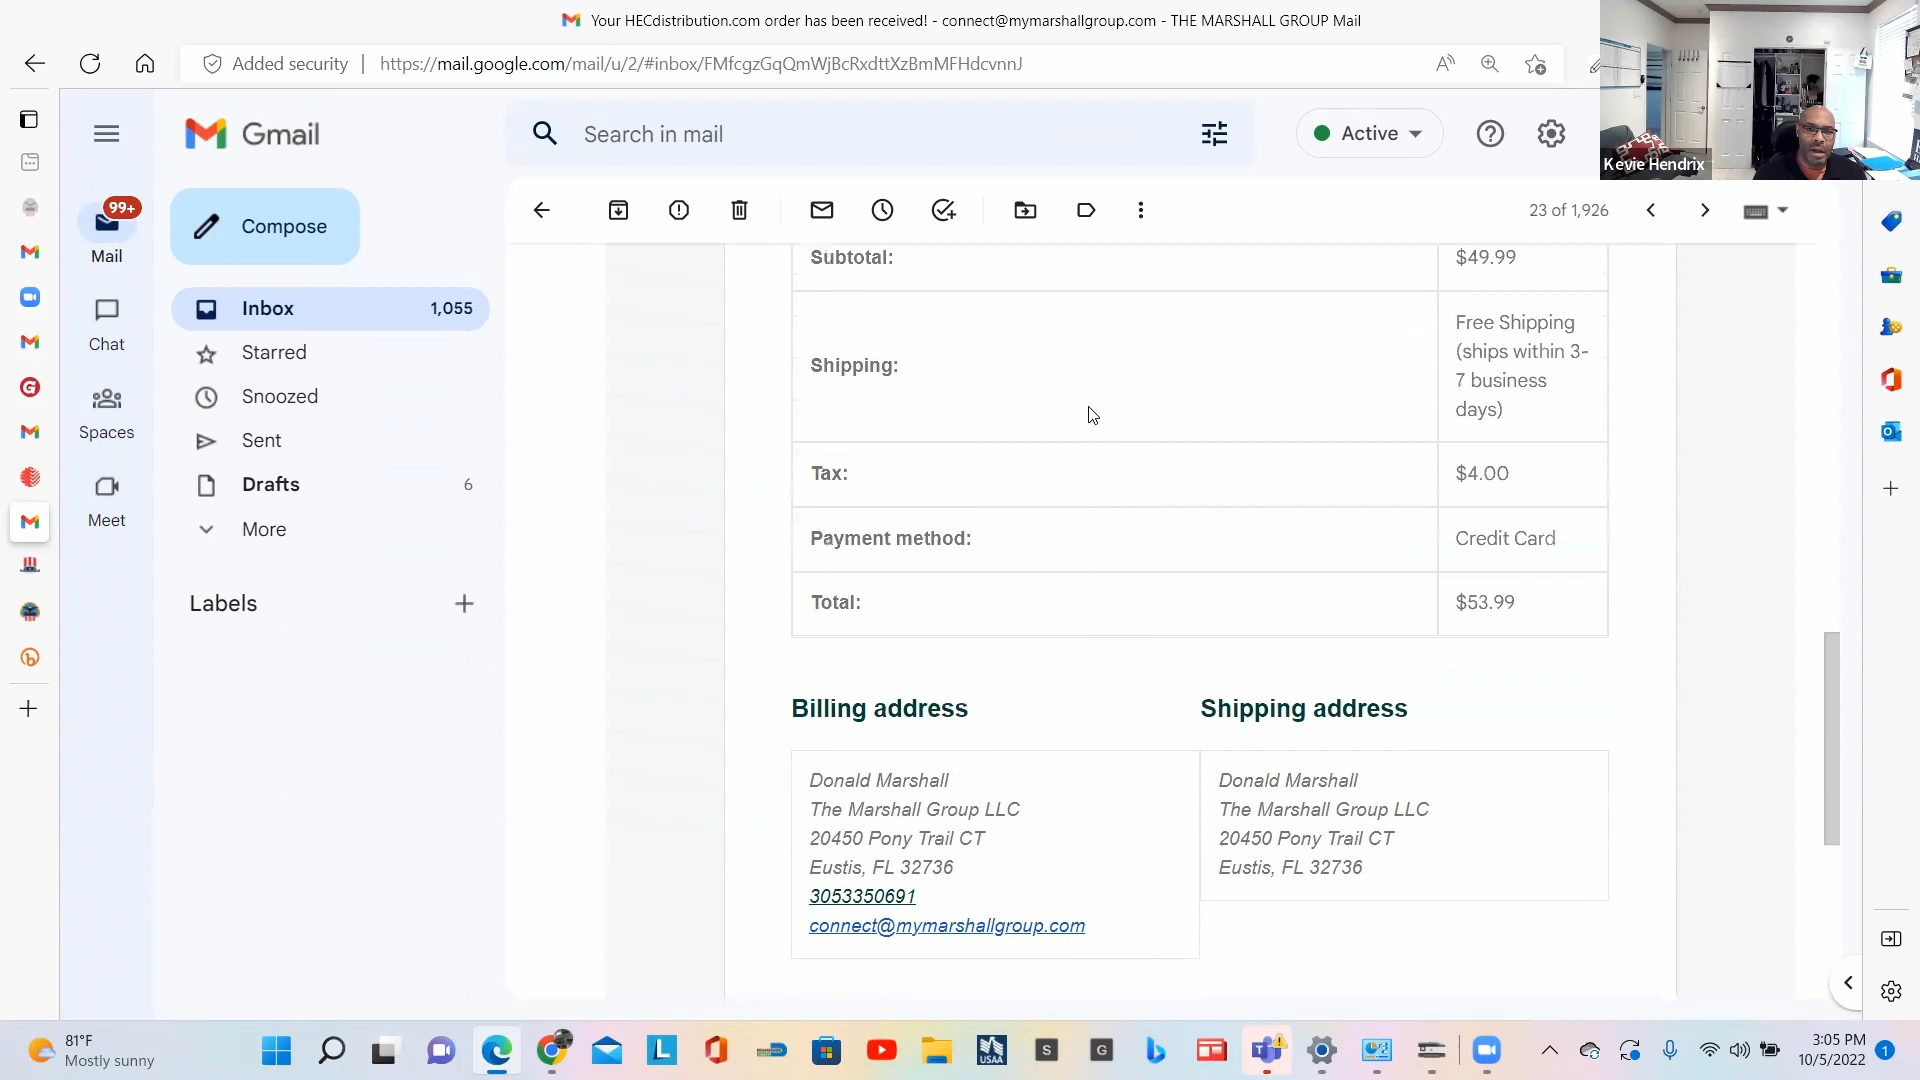 Your HECdistribution.com order has been received! - connect@mymarshallgroup.com - THE MARSHALL GROUP Mail
Added security
https://mail.google.com/mail/u/2/#inbox/FMfcgzGqQmWjBcRxdttXzBmMFHdcvnnJ
Kevie Hendrix
Gmail
Search in mail
Active
99+
Mail
Compose
23 of 1,926
Inbox 1,055
Chat
Starred
Snoozed
Spaces
Sent
Drafts 6
Meet
More
Labels
Subtotal: $49.99
Shipping:
Free Shipping
(ships within 3-
7 business
days)
Tax: $4.00
Payment method: Credit Card
Total: $53.99
Billing address
Shipping address
Donald Marshall
The Marshall Group LLC
20450 Pony Trail CT
Eustis, FL 32736
3053350691
connect@mymarshallgroup.com
Donald Marshall
The Marshall Group LLC
20450 Pony Trail CT
Eustis, FL 32736
81°F
Mostly sunny
L
USAA
S
G
3:05 PM
10/5/2022
1